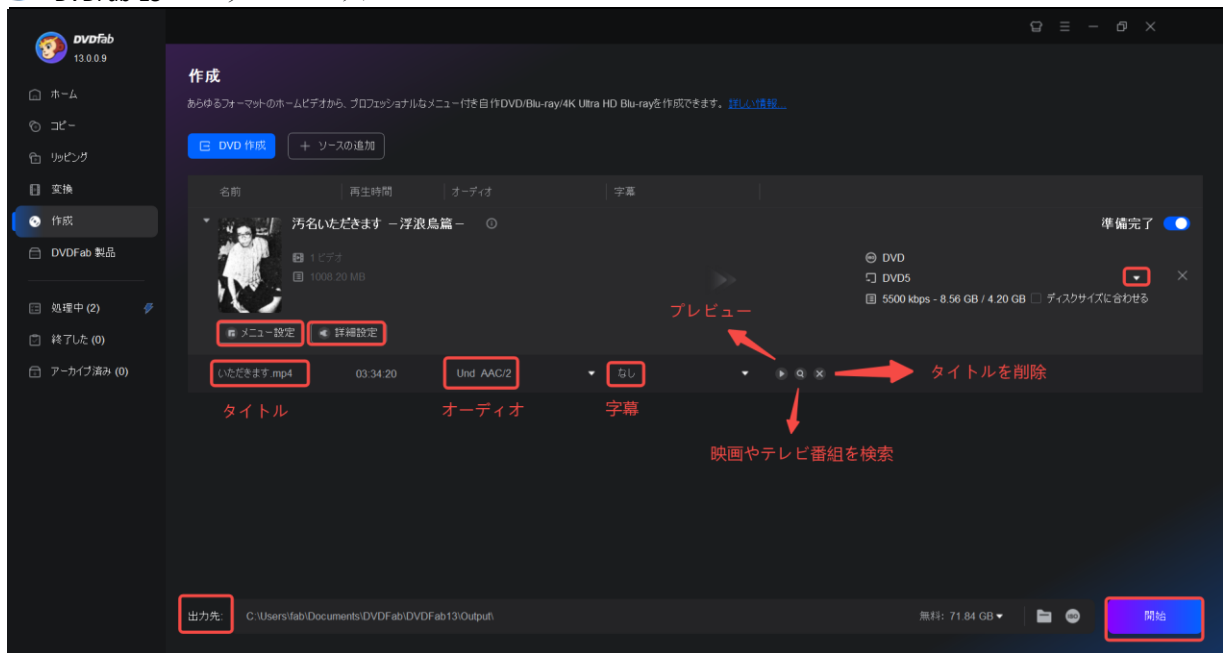 DVDFab
13.0.0.9
ホーム
コピー
リッピング
変換
作成
DVDFab 製品
処理中 (2)
終了した (0)
アーカイブ済み (0)
作成
あらゆるフォーマットのホームビデオから、プロフェッショナルなメニュー付き自作DVD/Blu-ray/4K Ultra HD Blu-rayを作成できます。 詳しい情報...
DVD 作成
ソースの追加
名前 再生時間 オーディオ 字幕
汚名いただきます －浮浪鳥篇－
準備完了
1 ビデオ
1008.20 MB
DVD
DVD5
5500 kbps - 8.56 GB / 4.20 GB ディスクサイズに合わせる
プレビュー
メニュー設定 詳細設定
いただきます.mp4 03:34:20 Und AAC/2 なし
タイトルを削除
タイトル オーディオ 字幕
映画やテレビ番組を検索
出力先: C:\Users\fab\Documents\DVDFab\DVDFab13\Output\ 無料: 71.84 GB
開始